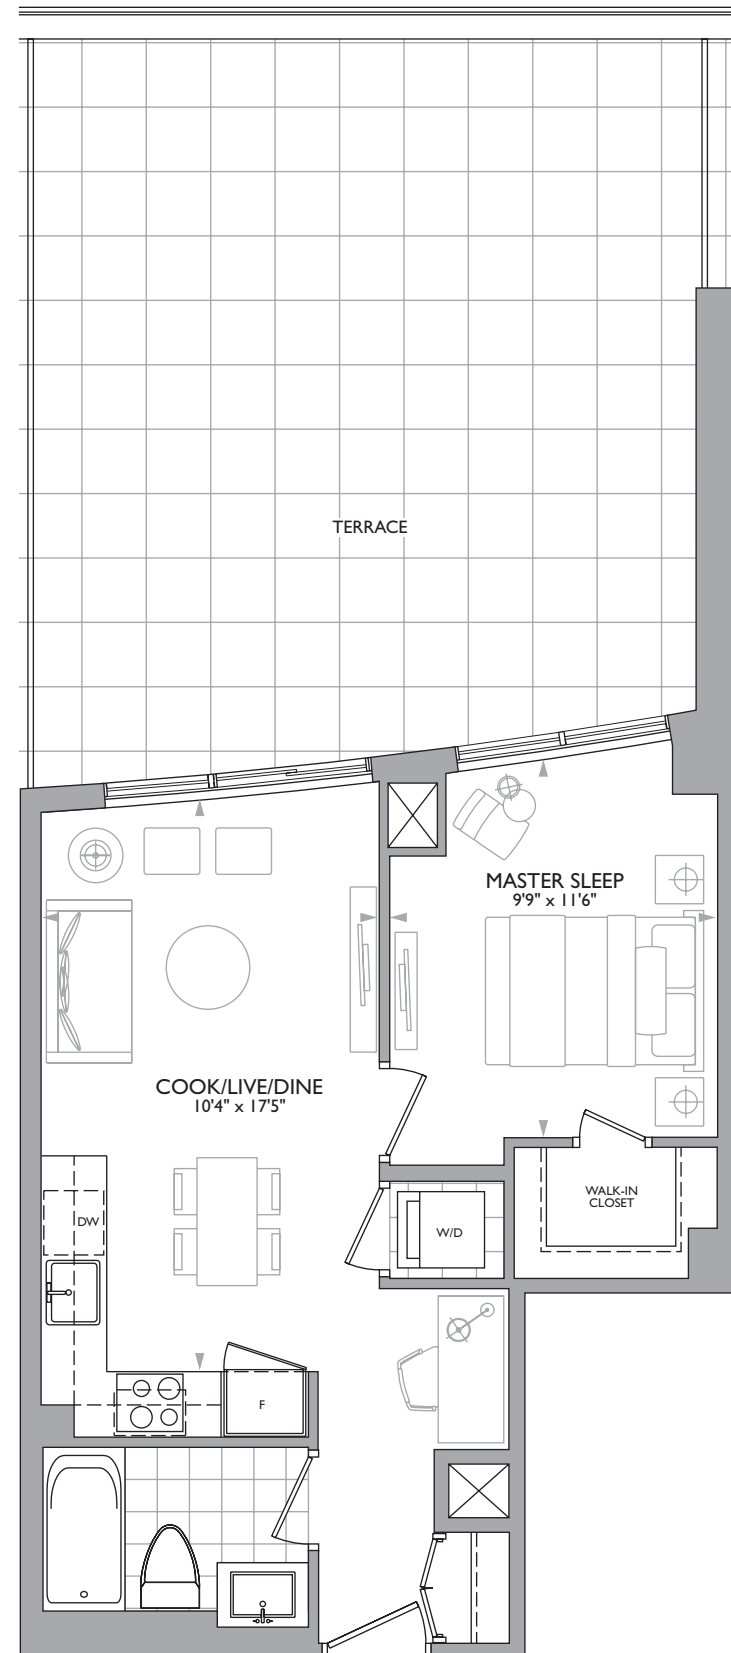 TERRACE
MASTER SLEEP
9'9" x 11'6"
COOK/LIVE/DINE
10'4" x 17'5"
WALK-IN
CLOSET
DW
W/D
F